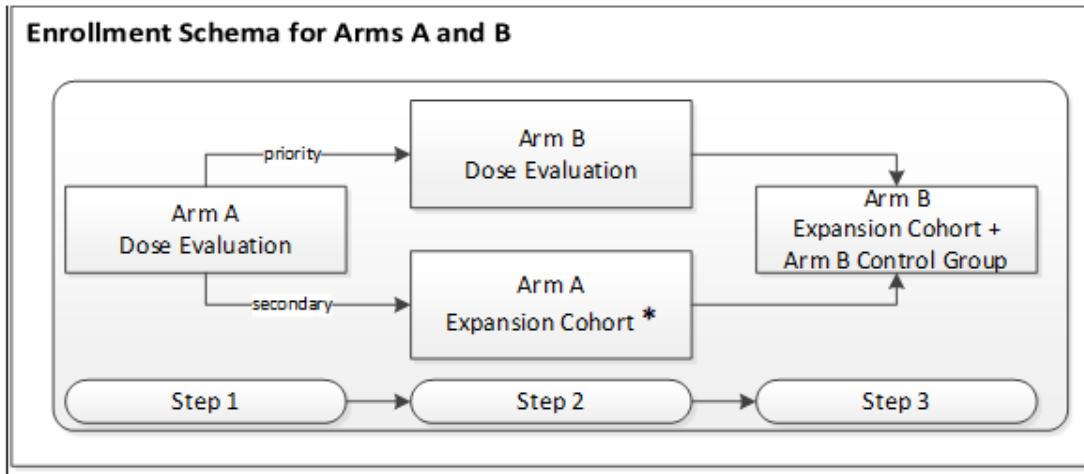 Enrollment Schema for Arms A and B
priority
Arm B
Dose Evaluation
Arm A
Dose Evaluation
Arm B
Expansion Cohort +
Arm B Control Group
secondary
Arm A
Expansion Cohort *
Step 1
Step 2
Step 3